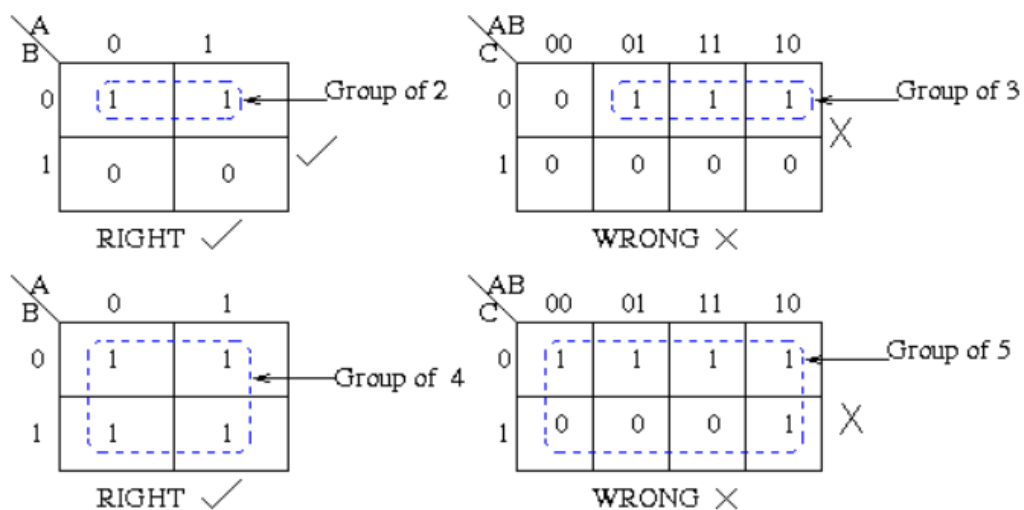 A
B
0 1
0 1 1 Group of 2
1 0 0
RIGHT
AB
C
00 01 11 10
0 0 1 1 1 Group of 3
1 0 0 0 0
WRONG
A
B
0 1
0 1 1
Group of 4
1 1 1
RIGHT
AB
C
00 01 11 10
0 1 1 1 1 Group of 5
1 0 0 0 1
WRONG